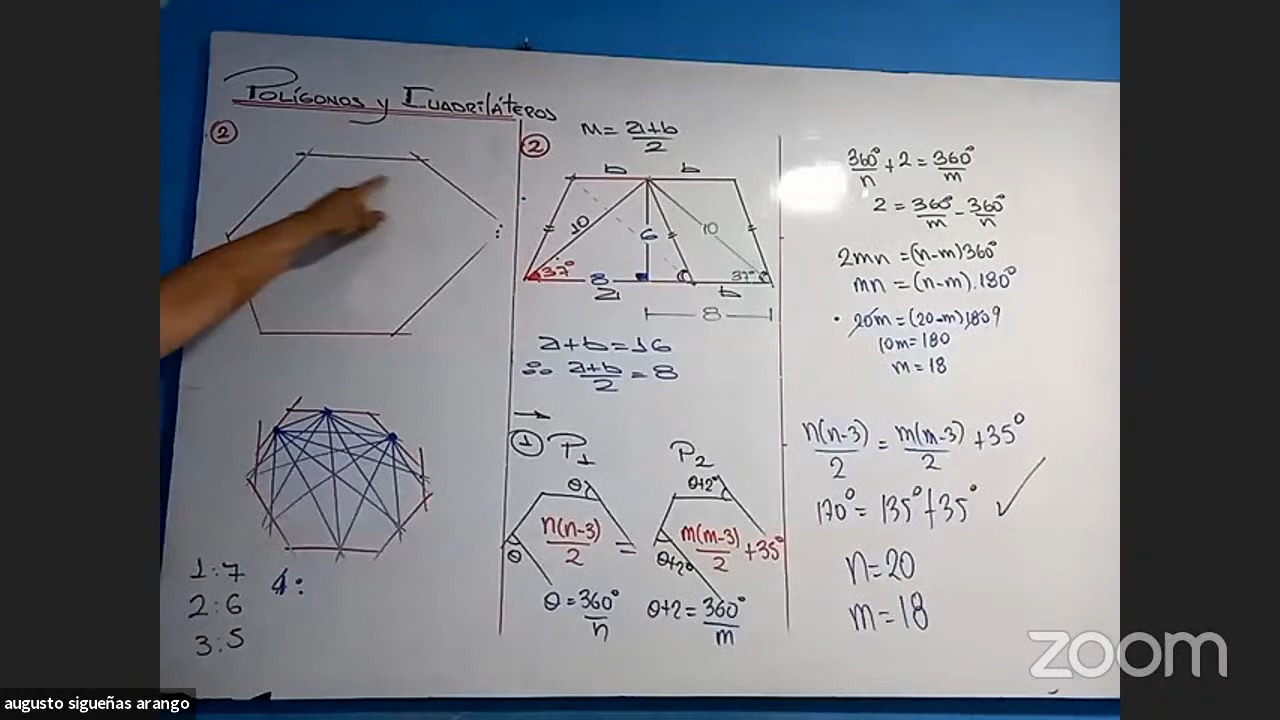 POLÍGONOS Y CUADRILÁTEROS
2
1:7
2:6
3:5
4:
2
M = a+b/2
b b
10 6 10
37° 8 37°
a b
8
a+b=16
∴ a+b/2 = 8
→
1 P1 P2
θ θ+2°
n(n-3)/2 = m(m-3)/2 +35°
θ θ+2°
θ = 360°/n θ+2 = 360°/m
360°/n + 2 = 360°/m
2 = 360°/m - 360°/n
2mn = (n-m)360°
mn = (n-m).180°
• 20m = (20-m)180 9
10m = 180
m = 18
n(n-3)/2 = m(m-3)/2 +35°
170° = 135° + 35° ✓
n = 20
m = 18
zoom
augusto sigueñas arango